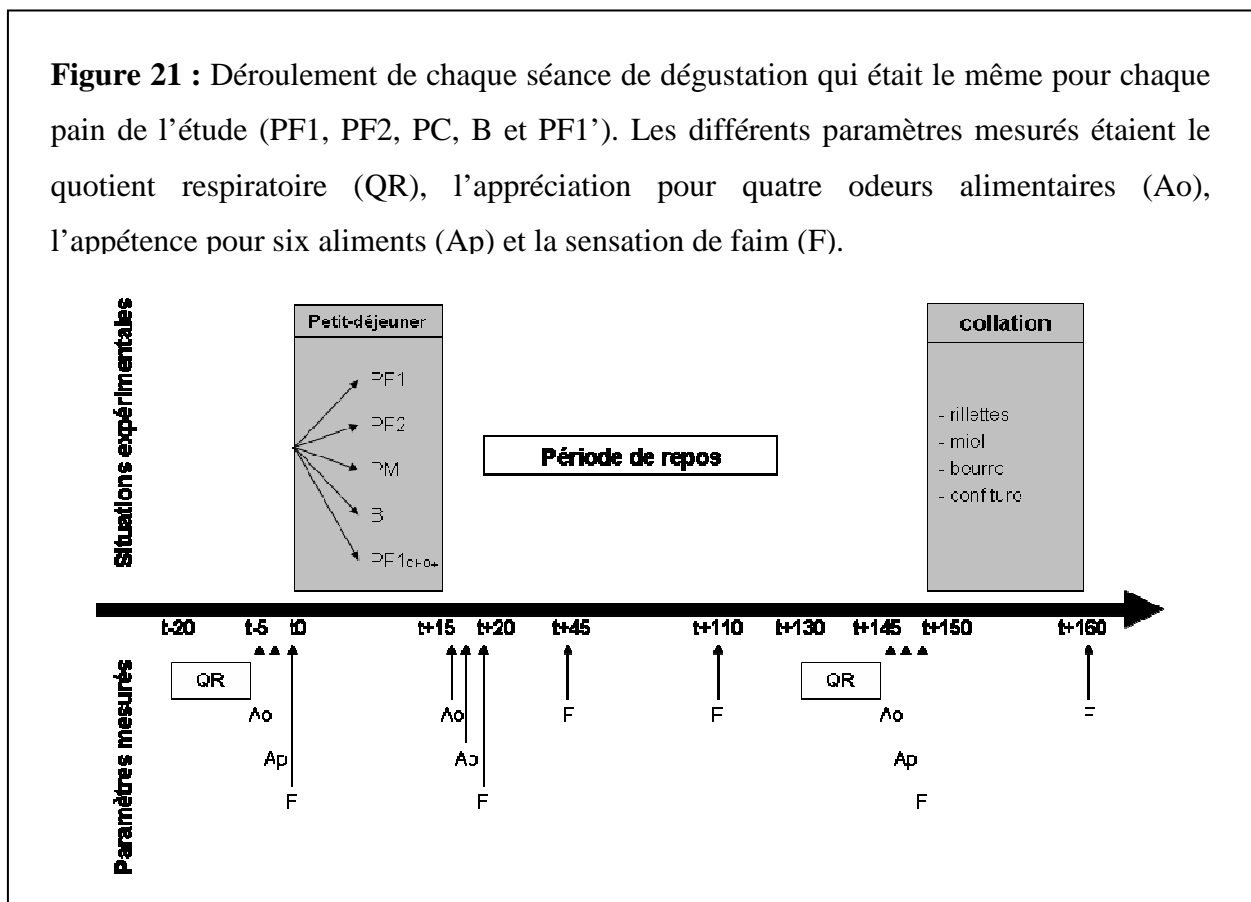 Figure 21 : Déroulement de chaque séance de dégustation qui était le même pour chaque
pain de l’étude (PF1, PF2, PC, B et PF1’). Les différents paramètres mesurés étaient le
quotient respiratoire (QR), l’appréciation pour quatre odeurs alimentaires (Ao),
l’appétence pour six aliments (Ap) et la sensation de faim (F).
Situations expérimentales
Petit-déjeuner
PF1
PF2
PM
B
PF1
Période de repos
collation
- rillettes
- miel
- beurre
- confiture
t-20 t-5 t0 t+15 t+20 t+45 t+110 t+130 t+145 t+150 t+160
Paramètres mesurés
QR QR
Ao Ao F F Ao F
Ap Ap Ap
F F F